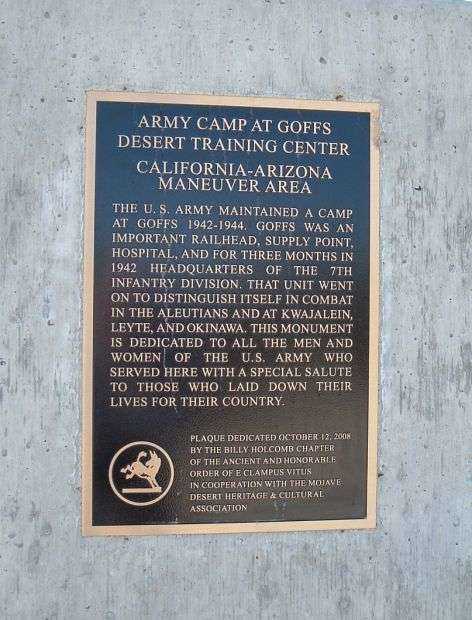 ARMY CAMP AT GOFFS
DESERT TRAINING CENTER
CALIFORNIA-ARIZONA
MANEUVER AREA
THE U.S. ARMY MAINTAINED A CAMP
AT GOFFS 1942-1944. GOFFS WAS AN
IMPORTANT RAILHEAD, SUPPLY POINT,
HOSPITAL, AND FOR THREE MONTHS IN
1942 HEADQUARTERS OF THE 7TH
INFANTRY DIVISION. THAT UNIT WENT
ON TO DISTINGUISH ITSELF IN COMBAT
IN THE ALEUTIANS AND AT KWAJALEIN,
LEYTE, AND OKINAWA. THIS MONUMENT
IS DEDICATED TO ALL THE MEN AND
WOMEN OF THE U.S. ARMY WHO
SERVED HERE WITH A SPECIAL SALUTE
TO THOSE WHO LAID DOWN THEIR
LIVES FOR THEIR COUNTRY.
PLAQUE DEDICATED OCTOBER 12, 2008
BY THE BILLY HOLCOMB CHAPTER
OF THE ANCIENT AND HONORABLE
ORDER OF E CLAMPUS VITUS
IN COOPERATION WITH THE MOJAVE
DESERT HERITAGE & CULTURAL
ASSOCIATION